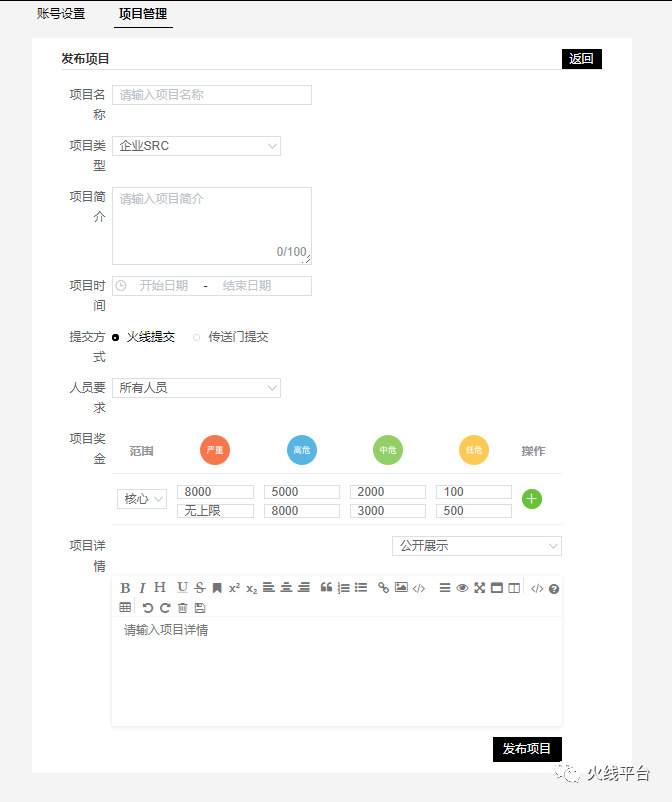 账号设置 项目管理
发布项目 返回
项目名称 请输入项目名称
项目类型 企业SRC
项目简介 请输入项目简介
0/100
项目时间 开始日期 - 结束日期
提交方式 火线提交 传送门提交
人员要求 所有人员
项目奖金 范围 严重 高危 中危 低危 操作
核心 8000 5000 2000 100
无上限 8000 3000 500
项目详情 公开展示
请输入项目详情
发布项目
火线平台